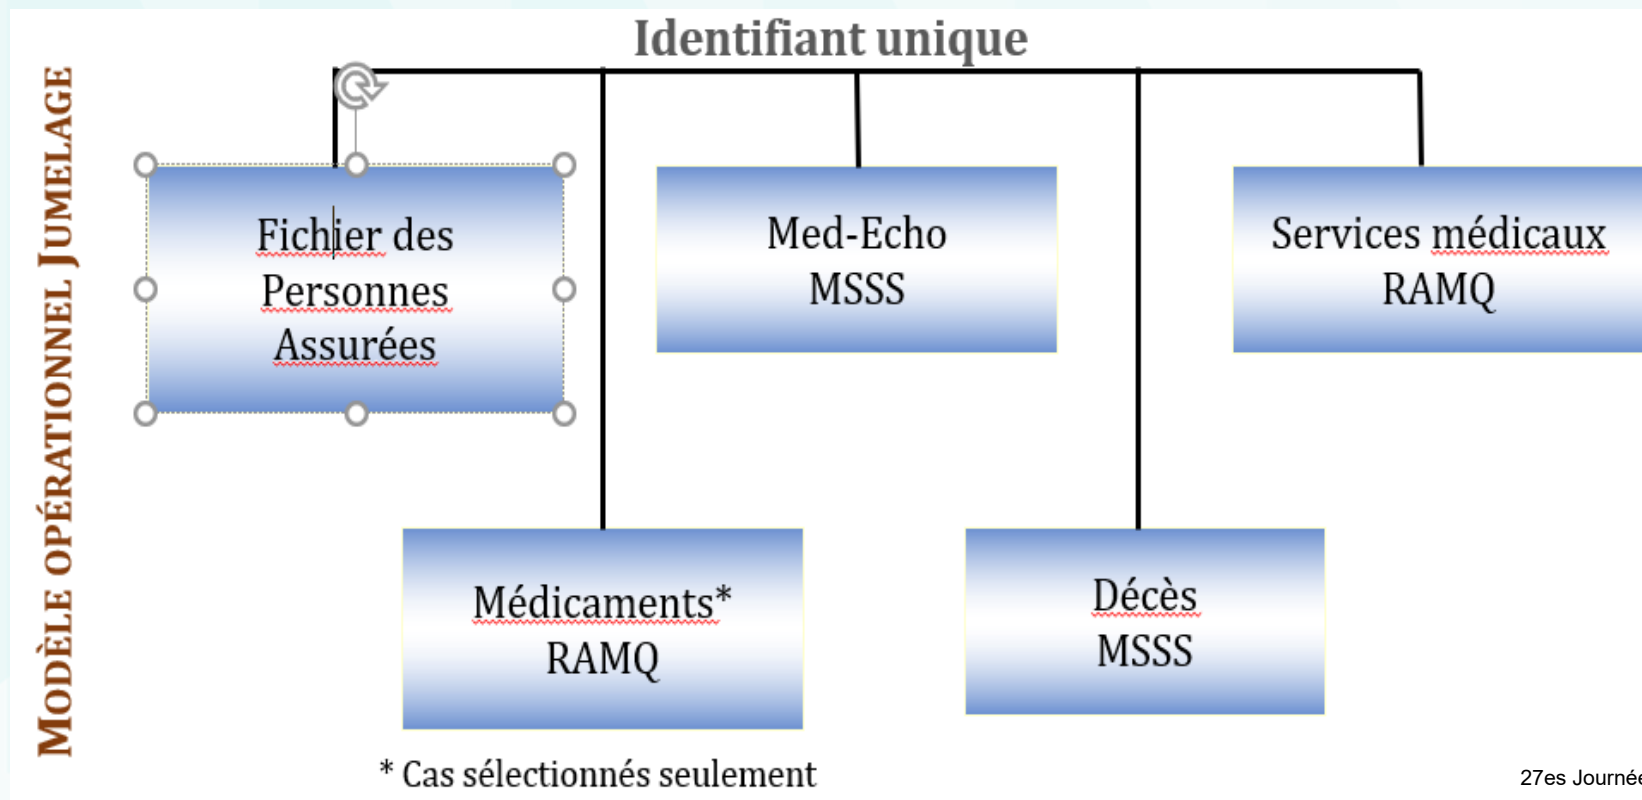 Identifiant unique
MODÈLE OPÉRATIONNEL JUMELAGE
Fichier des
Personnes
Assurées
Med-Echo
MSSS
Services médicaux
RAMQ
Médicaments*
RAMQ
Décès
MSSS
* Cas sélectionnés seulement
27es Journée